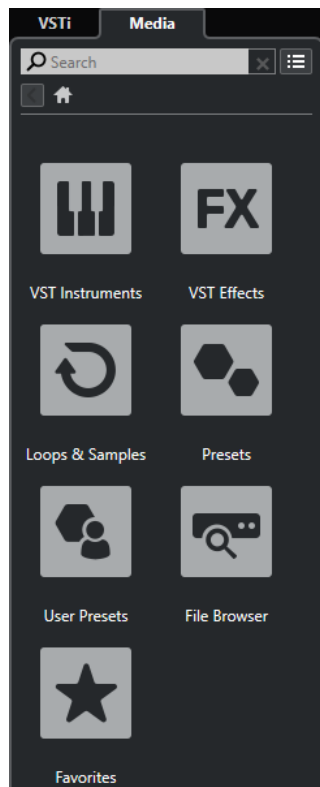 VSTi Media
Search
FX
VST Instruments VST Effects
Loops & Samples Presets
User Presets File Browser
Favorites